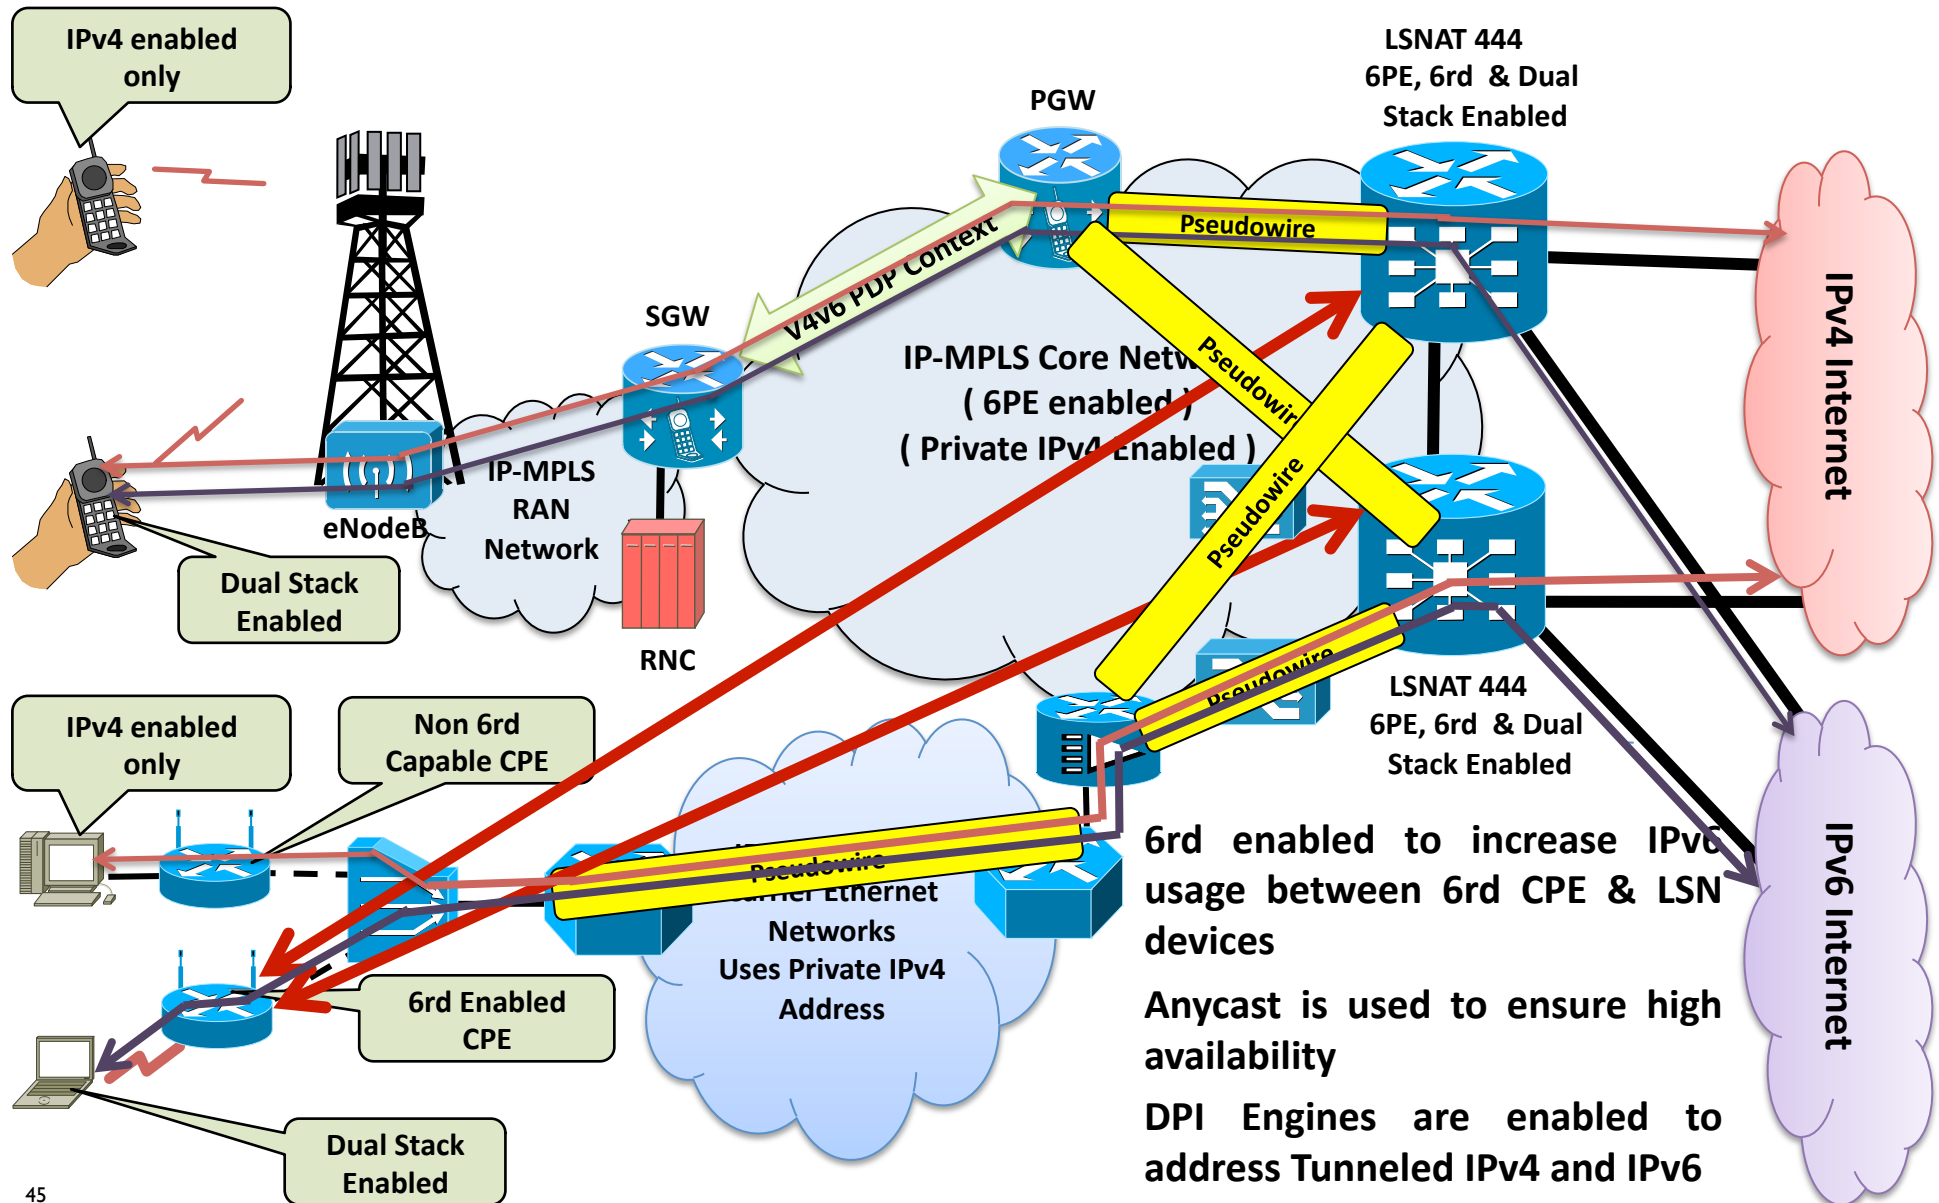 IPv4 enabled
only
LSNAT 444
6PE, 6rd & Dual
Stack Enabled
PGW
Pseudowire
V4v6 PDP Context
SGW
IPv4 Internet
IP-MPLS Core
( 6PE enabled )
( Private IPv4 Enabled )
Pseudowire
Pseudowire
IP-MPLS
RAN
Network
eNodeB
Dual Stack
Enabled
RNC
Pseudowire
LSNAT 444
6PE, 6rd & Dual
Stack Enabled
IPv4 enabled
only
Non 6rd
Capable CPE
Pseudowire
Ethernet
Networks
Uses Private IPv4
Address
6rd Enabled
CPE
Dual Stack
Enabled
6rd enabled to increase IPv6
usage between 6rd CPE & LSN
devices
Anycast is used to ensure high
availability
DPI Engines are enabled to
address Tunneled IPv4 and IPv6
IPv6 Internet
45